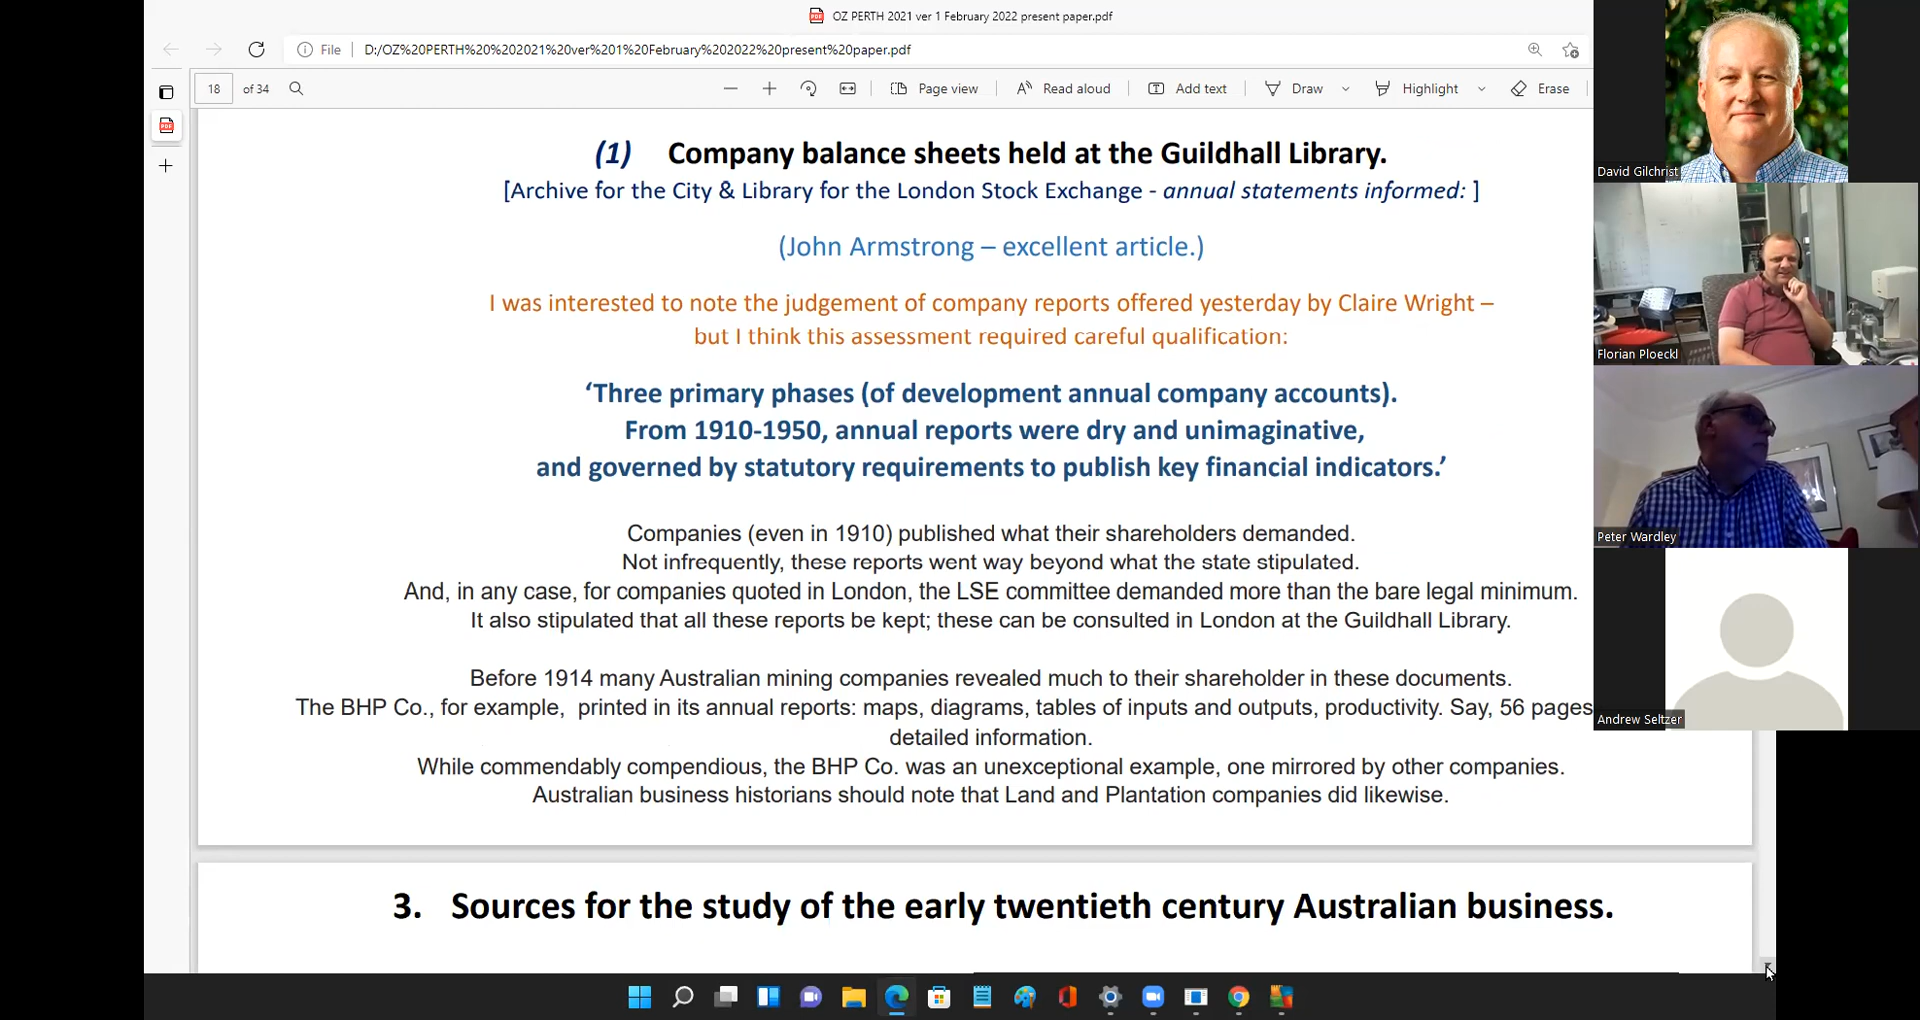 OZ PERTH 2021 ver 1 February 2022 present paper.pdf
File
D:/OZ%20PERTH%20%202021%20ver%201%20February%202022%20present%20paper.pdf
18 of 34
Page view
Read aloud
Add text
Draw
Highlight
Erase
(1) Company balance sheets held at the Guildhall Library.
[Archive for the City & Library for the London Stock Exchange - annual statements informed: ]
(John Armstrong – excellent article.)
I was interested to note the judgement of company reports offered yesterday by Claire Wright –
but I think this assessment required careful qualification:
‘Three primary phases (of development annual company accounts).
From 1910-1950, annual reports were dry and unimaginative,
and governed by statutory requirements to publish key financial indicators.’
Companies (even in 1910) published what their shareholders demanded.
Not infrequently, these reports went way beyond what the state stipulated.
And, in any case, for companies quoted in London, the LSE committee demanded more than the bare legal minimum.
It also stipulated that all these reports be kept; these can be consulted in London at the Guildhall Library.
Before 1914 many Australian mining companies revealed much to their shareholder in these documents.
The BHP Co., for example, printed in its annual reports: maps, diagrams, tables of inputs and outputs, productivity. Say, 56 pages
detailed information.
While commendably compendious, the BHP Co. was an unexceptional example, one mirrored by other companies.
Australian business historians should note that Land and Plantation companies did likewise.
3. Sources for the study of the early twentieth century Australian business.
David Gilchrist
Florian Ploeckl
Peter Wardley
Andrew Seltzer